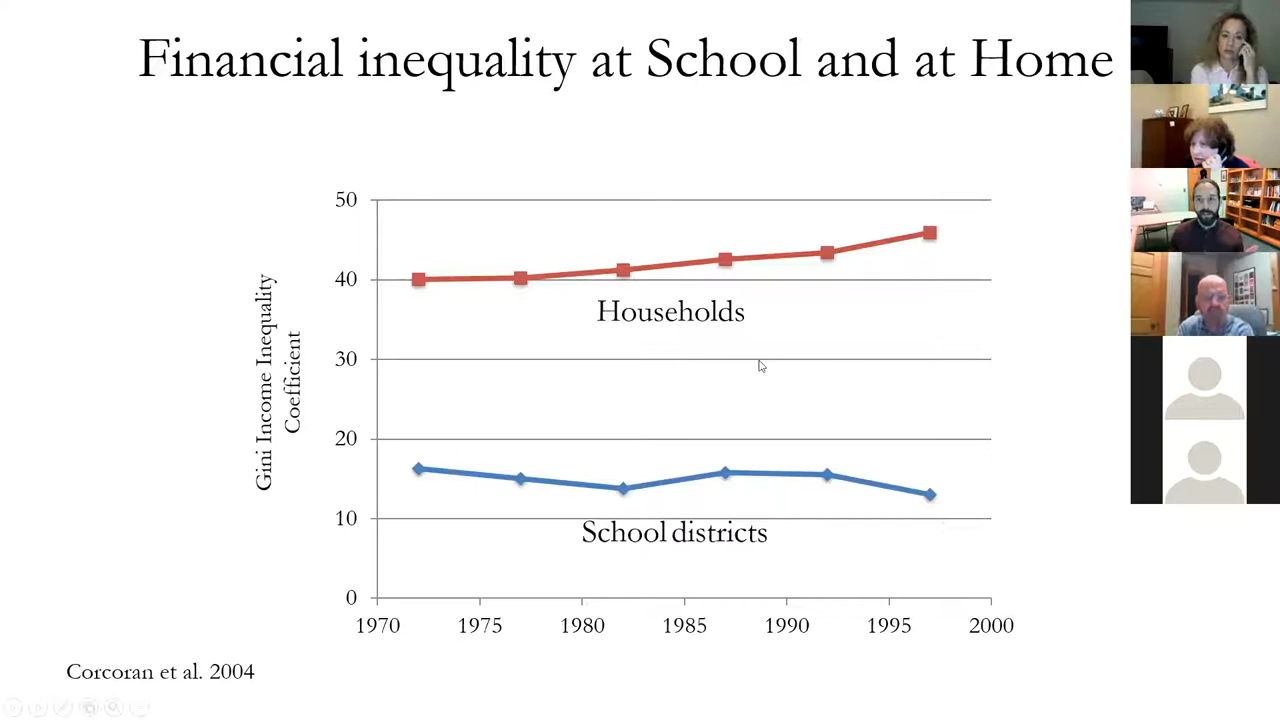 Financial inequality at School and at Home
50
40
30
20
10
0
Gini Income Inequality
Coefficient
Households
School districts
1970 1975 1980 1985 1990 1995 2000
Corcoran et al. 2004